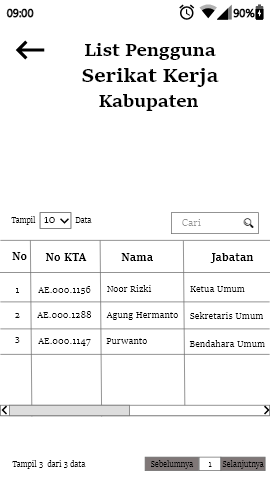 09:00 90%
List Pengguna
Serikat Kerja
Kabupaten
Tampil 10 Data Cari
No No KTA Nama Jabatan
1 AE.000.1156 Noor Rizki Ketua Umum
2 AE.000.1288 Agung Hermanto Sekretaris Umum
3 AE.000.1147 Purwanto Bendahara Umum
Tampil 3 dari 3 data Sebelumnya 1 Selanjutnya